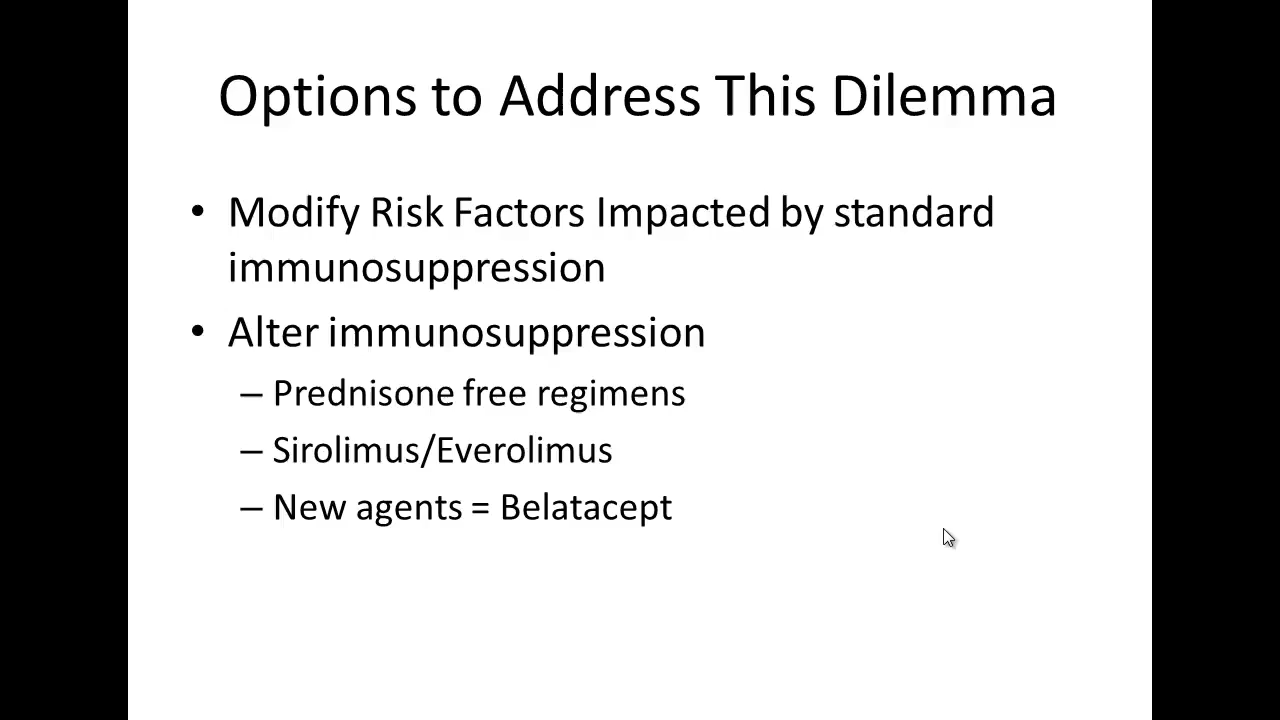 Options to Address This Dilemma
• Modify Risk Factors Impacted by standard
immunosuppression
• Alter immunosuppression
– Prednisone free regimens
– Sirolimus/Everolimus
– New agents = Belatacept